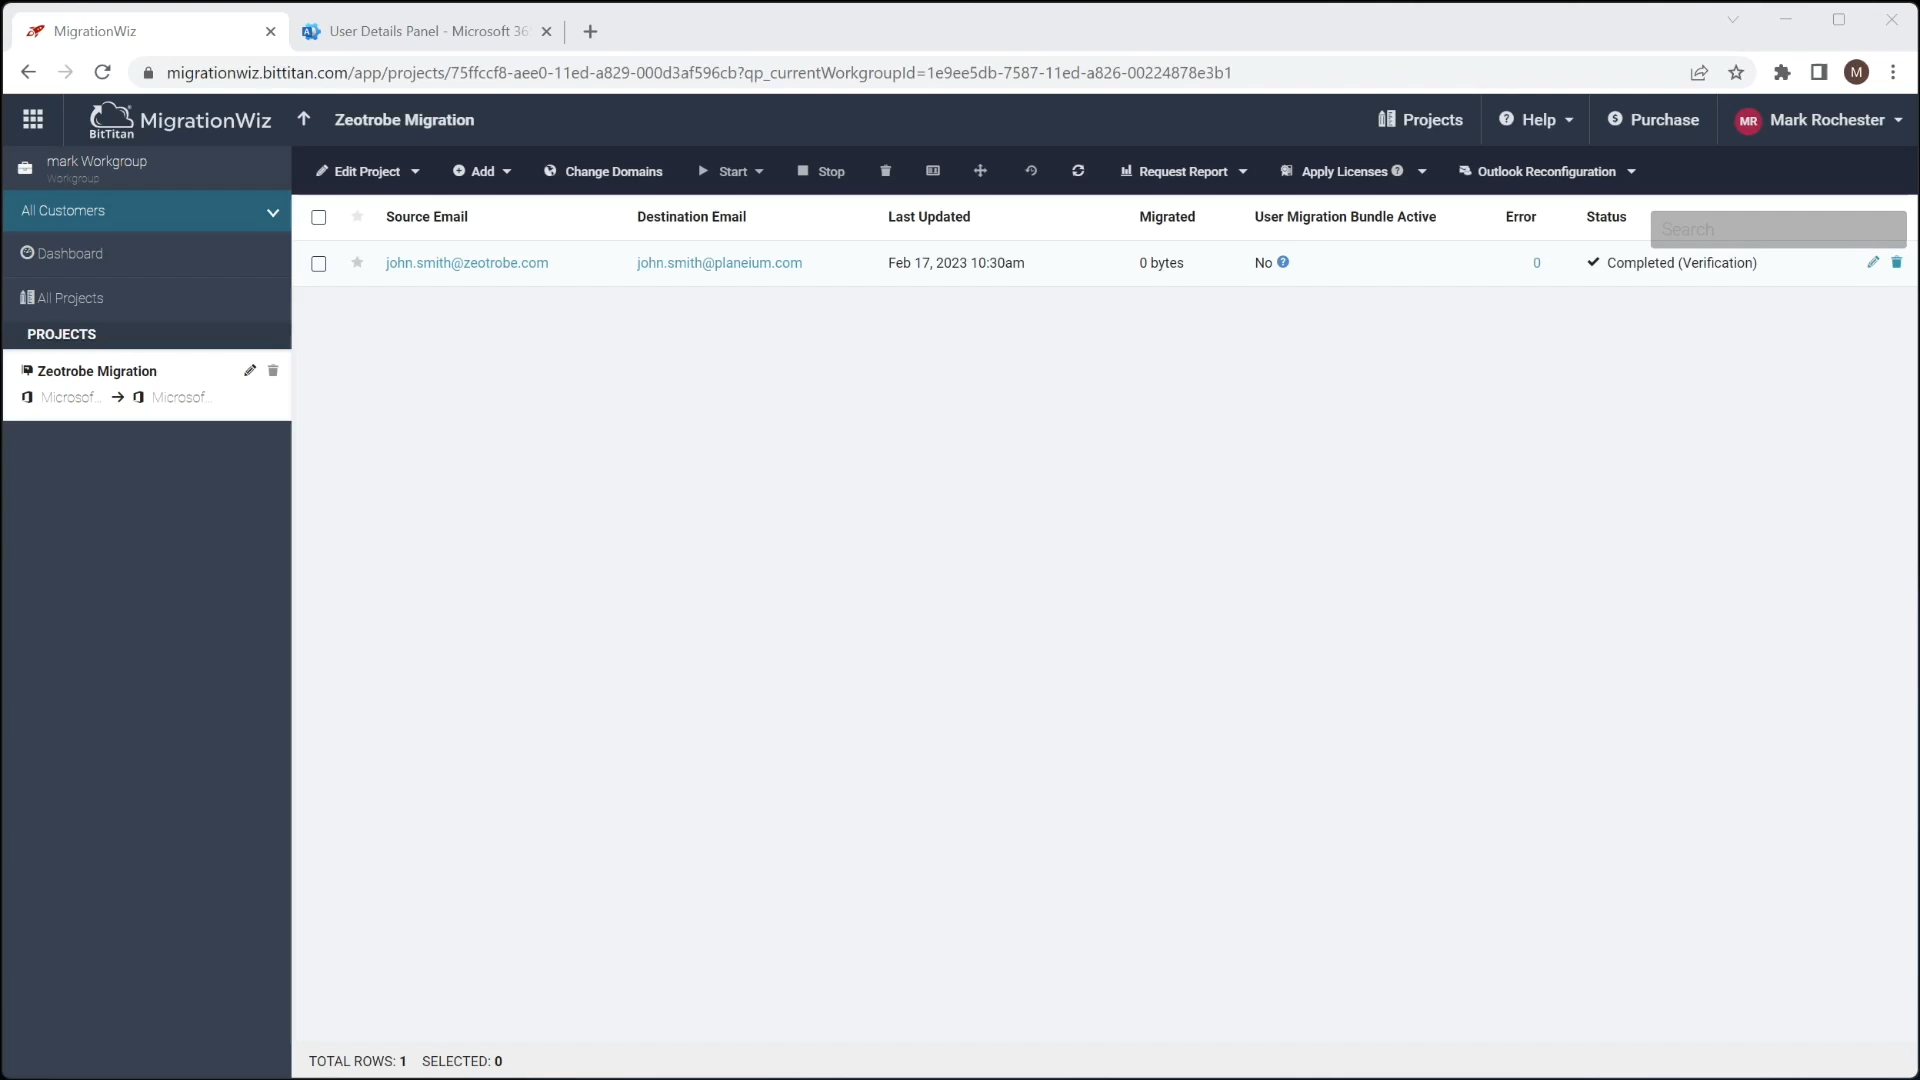 MigrationWiz
User Details Panel - Microsoft 36
migrationwiz.bittitan.com/app/projects/75ffccf8-aee0-11ed-a829-000d3af596cb?qp_currentWorkgroupId=1e9ee5db-7587-11ed-a826-00224878e3b1
M
BitTitan MigrationWiz
Zeotrobe Migration
Projects
Help
Purchase
MR Mark Rochester
mark Workgroup
Workgroup
Edit Project
Add
Change Domains
Start
Stop
Request Report
Apply Licenses
Outlook Reconfiguration
All Customers
Dashboard
All Projects
PROJECTS
Zeotrobe Migration
Microsof... → Microsof...
Source Email Destination Email Last Updated Migrated User Migration Bundle Active Error Status
Search
john.smith@zeotrobe.com john.smith@planeium.com Feb 17, 2023 10:30am 0 bytes No 0 Completed (Verification)
TOTAL ROWS: 1 SELECTED: 0